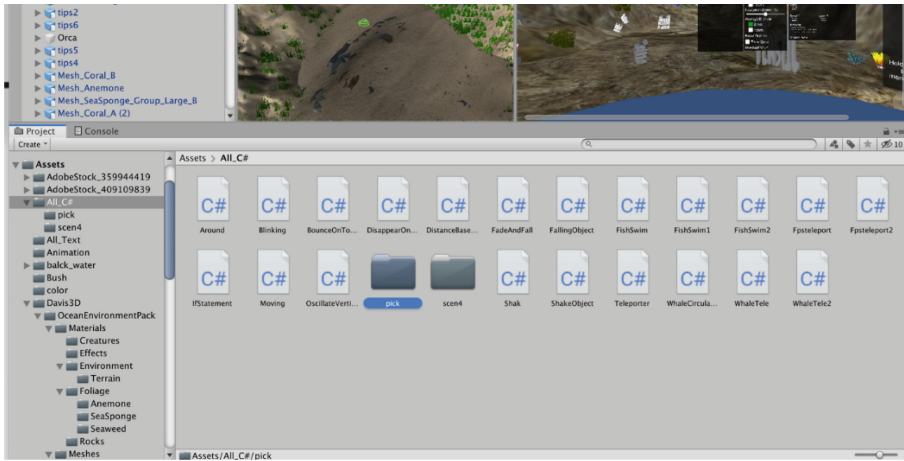 tips2
tips6
Orca
tips5
tips4
Mesh_Coral_B
Mesh_Anemone
Mesh_SeaSponge_Group_Large_B
Mesh_Coral_A (2)
Project
Console
Create
10
Assets
AdobeStock_359944419
AdobeStock_409109839
All_C#
pick
scen4
All_Text
Animation
balck_water
Bush
color
Davis3D
OceanEnvironmentPack
Materials
Creatures
Effects
Environment
Terrain
Foliage
Anemone
SeaSponge
Seaweed
Rocks
Meshes
Assets > All_C#
C# C# C# C# C# C# C# C# C# C#
Around Blinking BounceOnTo... DisappearOn... DistanceBase... FadeAndFall FallingObject FishSwim FishSwim1 FishSwim2 Fpsteleport Fpsteleport2
C# C# C# C# C# C# C# C# C#
IfStatement Moving OscillateVerti... pick scen4 Shak ShakeObject Teleporter WhaleCircula... WhaleTele WhaleTele2
Assets/All_C#/pick